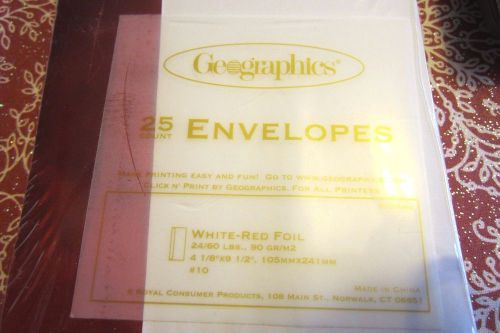 Geographics®
25 COUNT ENVELOPES
MAKE PRINTING EASY AND FUN! GO TO WWW.GEOGRAPHICS.
CLICK N' PRINT BY GEOGRAPHICS. FOR ALL PRINTERS
WHITE-RED FOIL
24/60 LBS., 90 GR/M2
4 1/8"X9 1/2", 105MMX241MM
#10
MADE IN CHINA
© ROYAL CONSUMER PRODUCTS, 108 MAIN ST., NORWALK, CT 06851